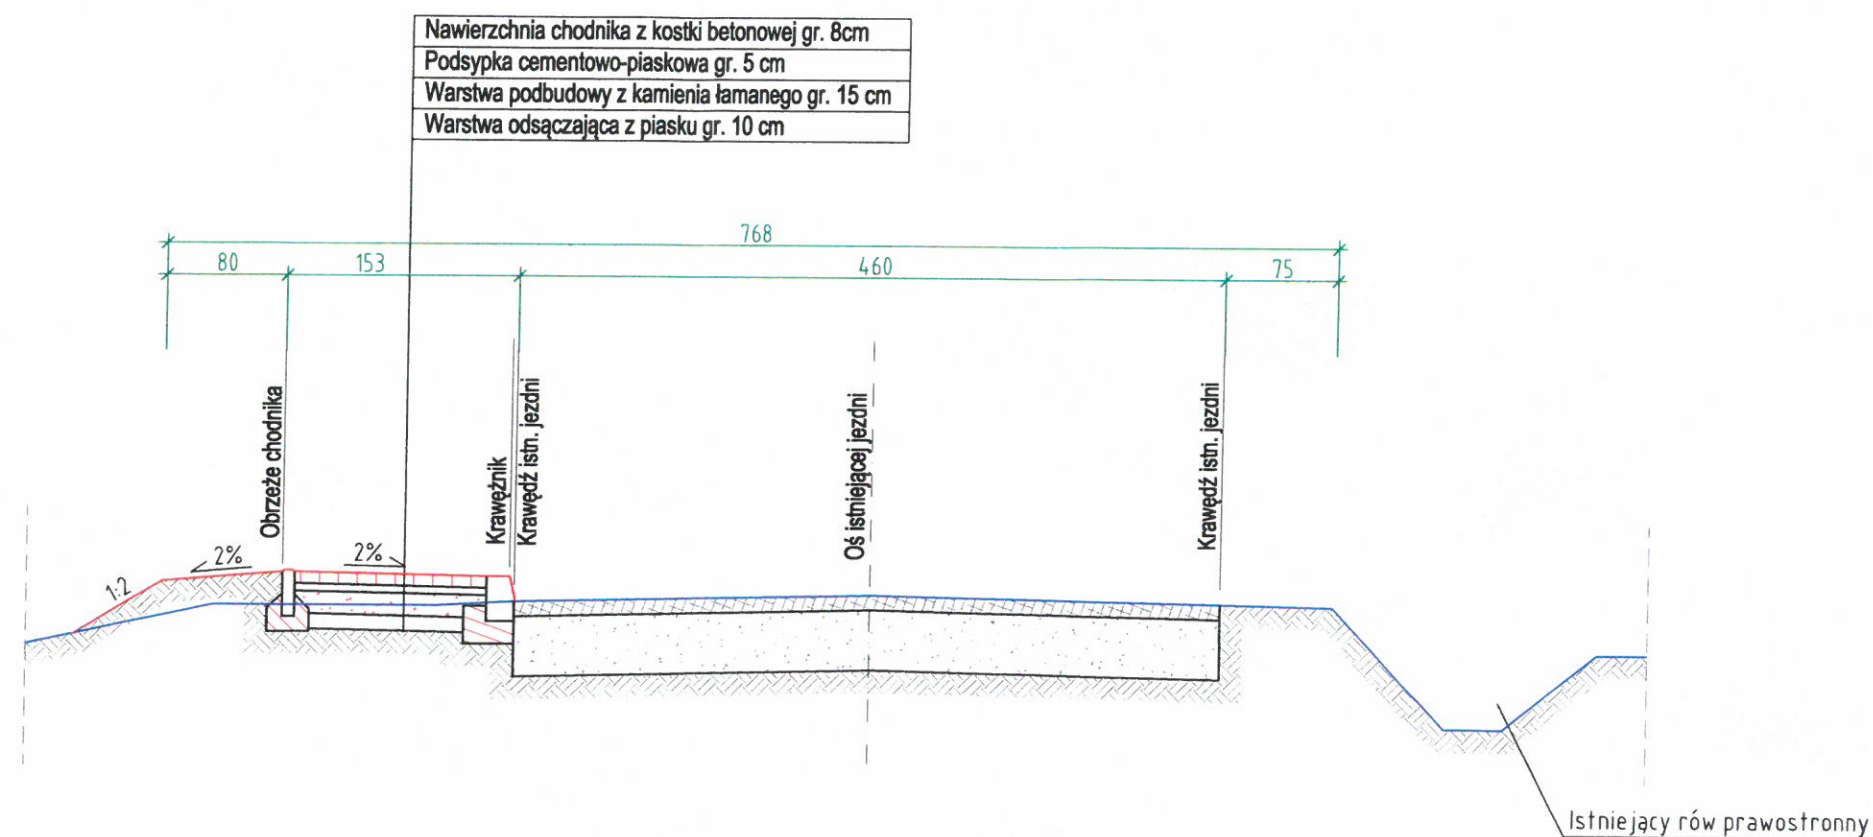 Nawierzchnia chodnika z kostki betonowej gr. 8cm
Podsypka cementowo-piaskowa gr. 5 cm
Warstwa podbudowy z kamienia łamanego gr. 15 cm
Warstwa odsączająca z piasku gr. 10 cm
768
80
153
460
75
Obrzeże chodnika
Krawężnik
Krawędź istn. jezdni
Oś istniejącej jezdni
Krawędź istn. jezdni
1:2
2%
2%
Istniejący rów prawostronny